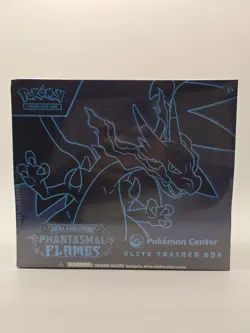 Pokémon
TRADING CARD GAME
MEGA EVOLUTION
PHANTASMAL
FLAMES
Pokémon Center
ELITE TRAINER BOX
WARNING: